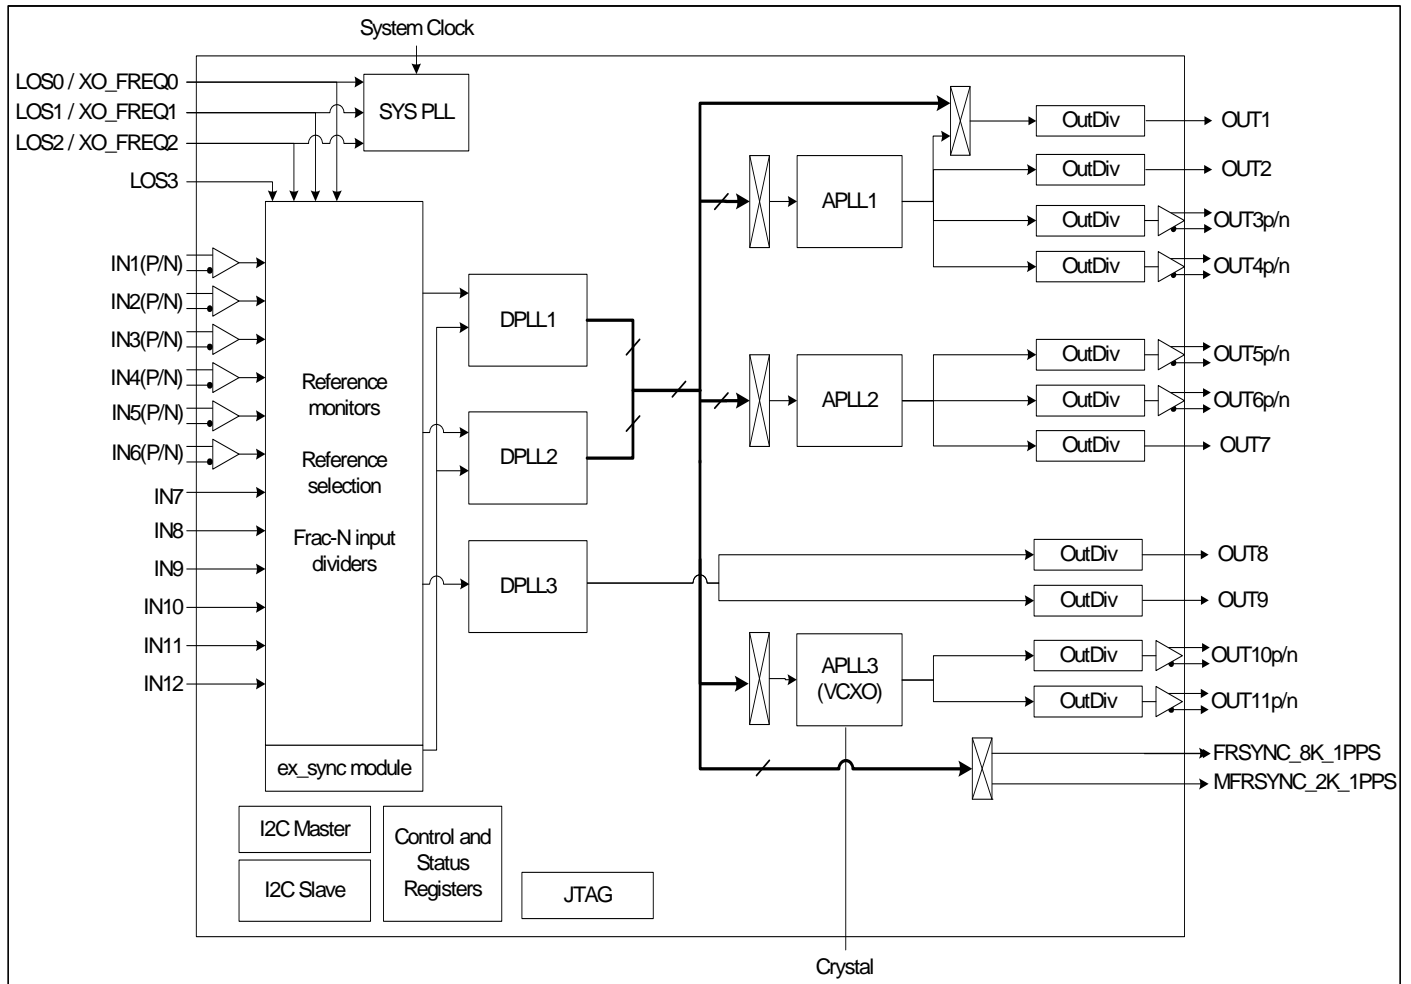 System Clock
LOS0 / XO_FREQ0
LOS1 / XO_FREQ1
LOS2 / XO_FREQ2
LOS3
SYS PLL
IN1(P/N)
IN2(P/N)
IN3(P/N)
IN4(P/N)
IN5(P/N)
IN6(P/N)
IN7
IN8
IN9
IN10
IN11
IN12
Reference
monitors
Reference
selection
Frac-N input
dividers
ex_sync module
DPLL1
DPLL2
DPLL3
APLL1
APLL2
APLL3
(VCXO)
OutDiv
OUT1
OutDiv
OUT2
OutDiv
OUT3p/n
OutDiv
OUT4p/n
OutDiv
OUT5p/n
OutDiv
OUT6p/n
OutDiv
OUT7
OutDiv
OUT8
OutDiv
OUT9
OutDiv
OUT10p/n
OutDiv
OUT11p/n
FRSYNC_8K_1PPS
MFRSYNC_2K_1PPS
I2C Master
I2C Slave
Control and
Status
Registers
JTAG
Crystal